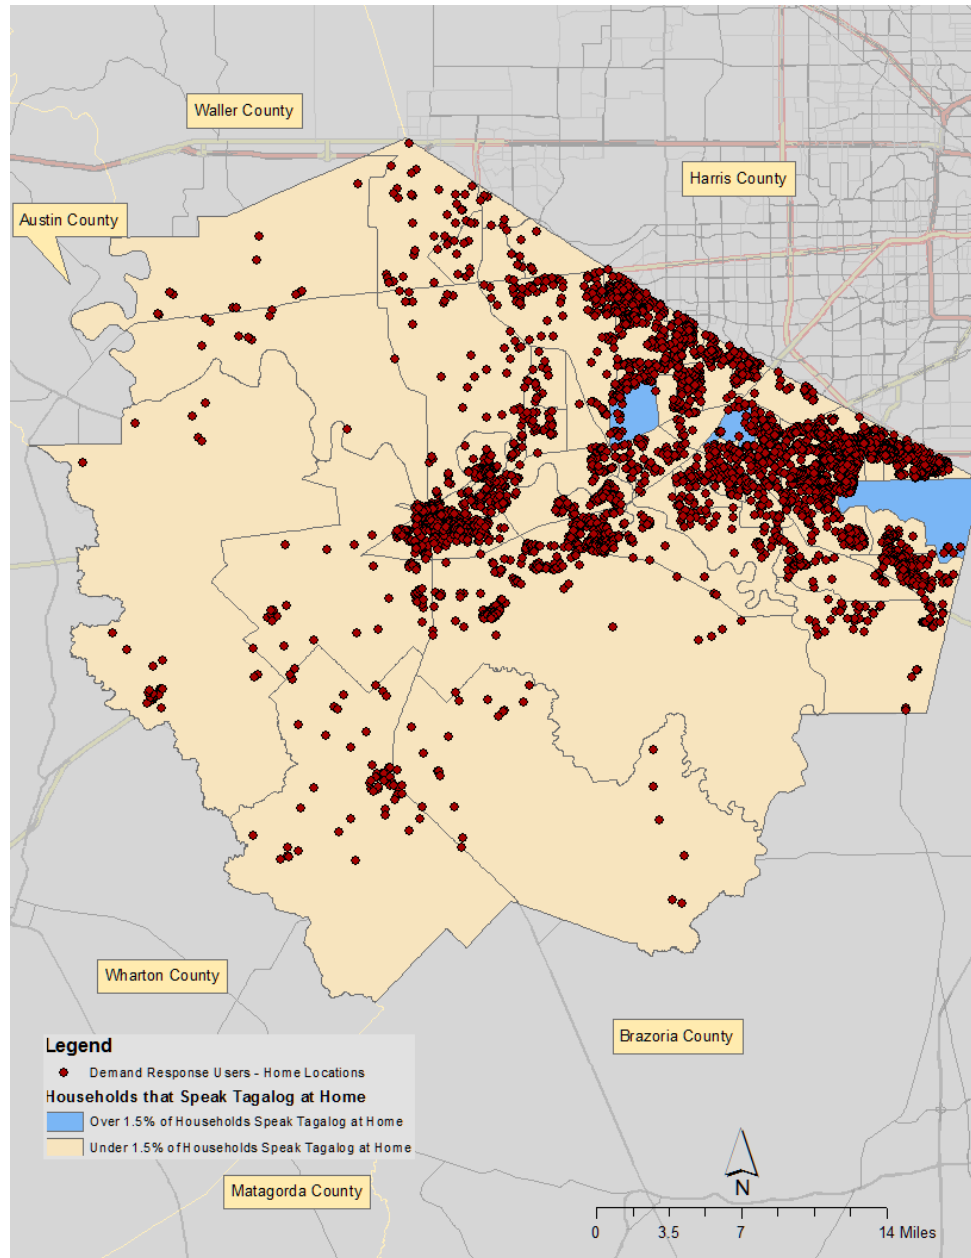 Waller County
Harris County
Austin County
Wharton County
Brazoria County
Legend
Demand Response Users - Home Locations
Households that Speak Tagalog at Home
Over 1.5% of Households Speak Tagalog at Home
Under 1.5% of Households Speak Tagalog at Home
Matagorda County
N
0 3.5 7 14 Miles